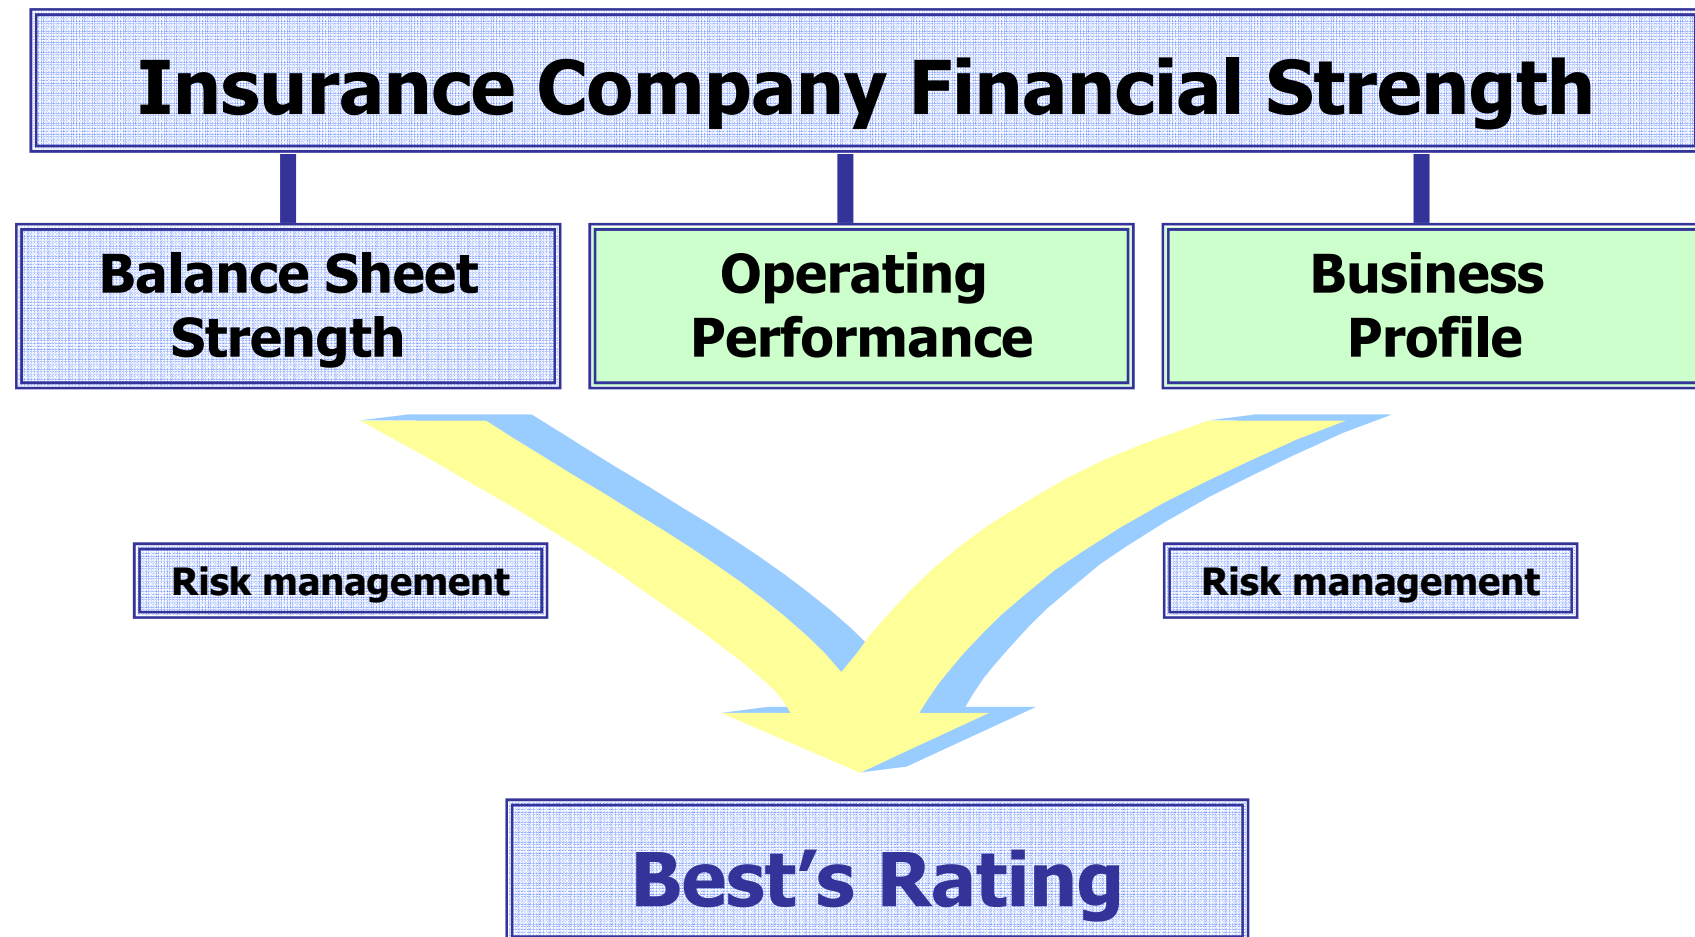 Insurance Company Financial Strength
Balance Sheet
Strength
Operating
Performance
Business
Profile
Risk management
Risk management
Best’s Rating